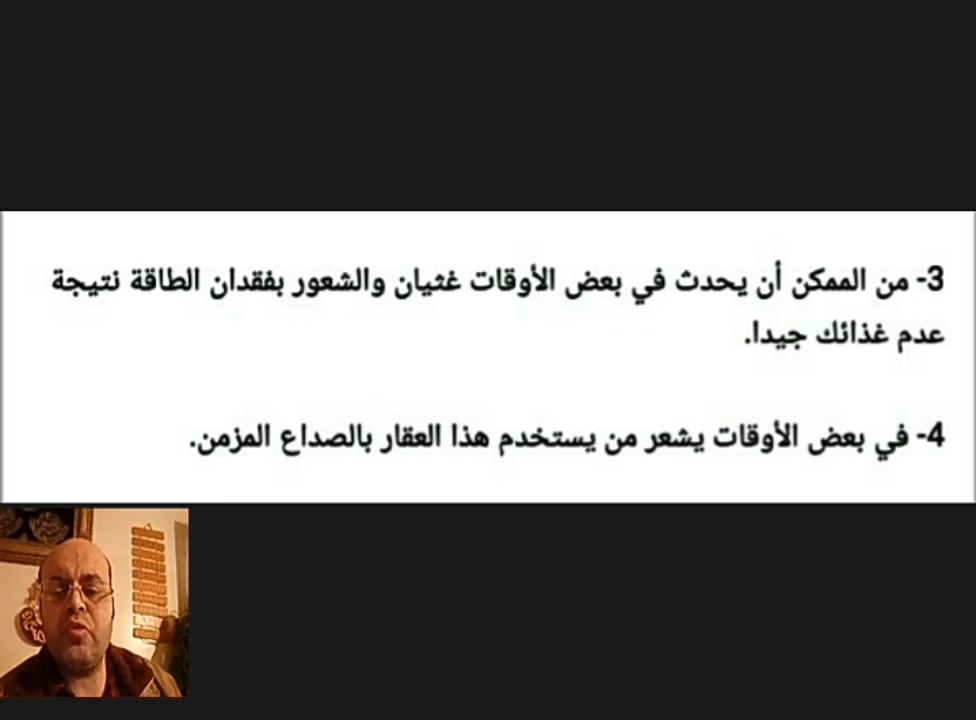 3- من الممكن أن يحدث في بعض الأوقات غثيان والشعور بفقدان الطاقة نتيجة
عدم غذائك جيدا.
4- في بعض الأوقات يشعر من يستخدم هذا العقار بالصداع المزمن.